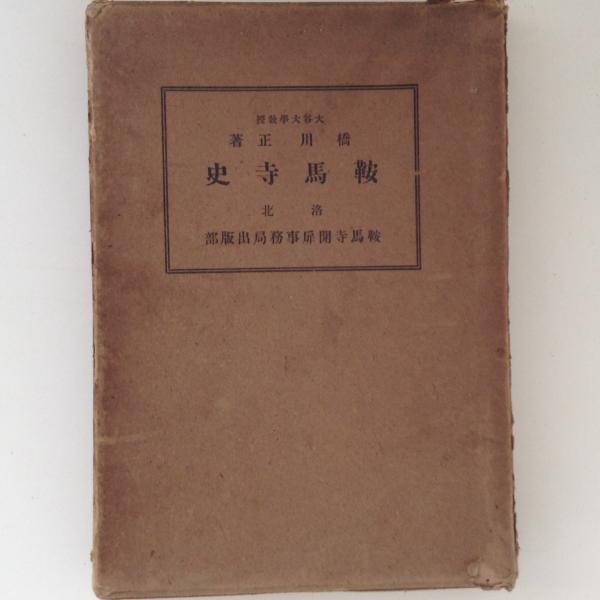 大谷大學敎授
橋川正著
鞍馬寺史
洛北
鞍馬寺開扉事務局出版部